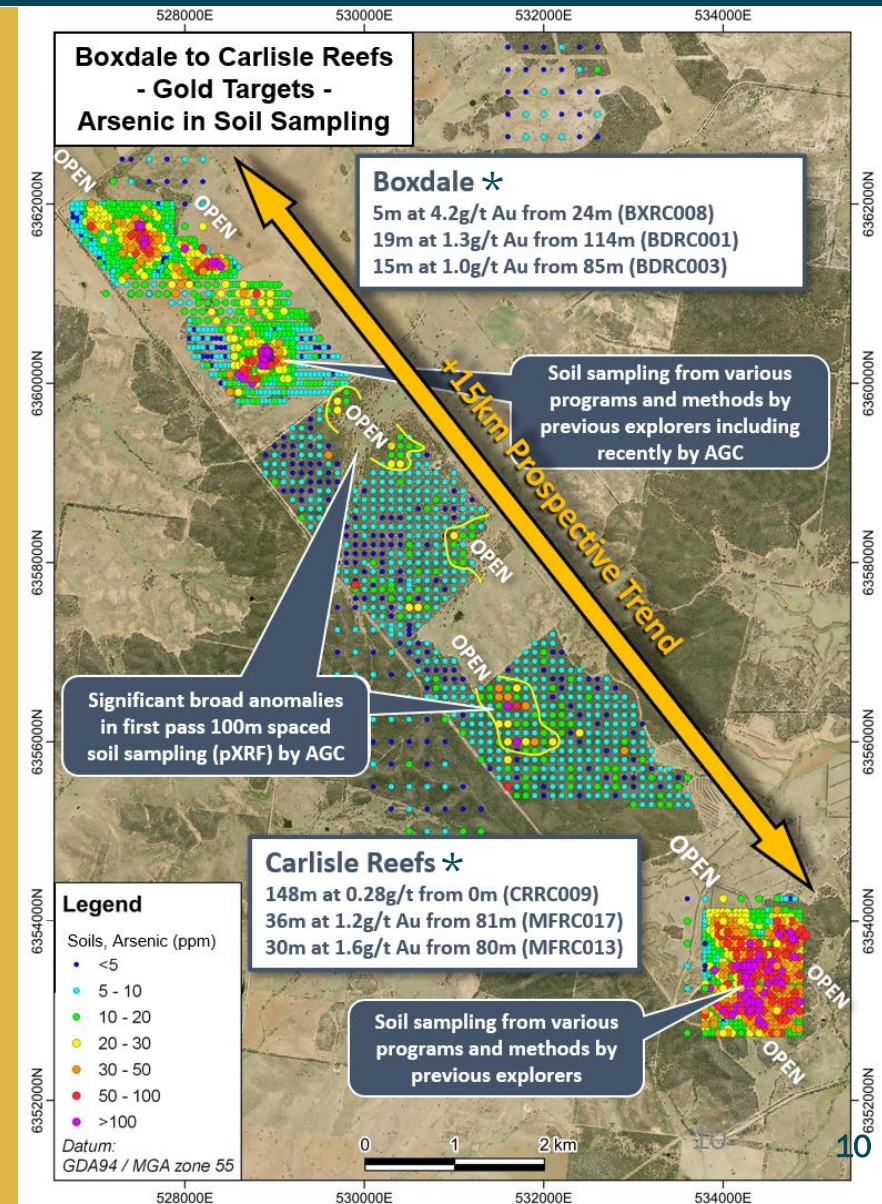 528000E
530000E
532000E
534000E
Boxdale to Carlisle Reefs
- Gold Targets -
Arsenic in Soil Sampling
OPEN
OPEN
6362000N
6362000N
Boxdale *
5m at 4.2g/t Au from 24m (BXRC008)
19m at 1.3g/t Au from 114m (BDRC001)
15m at 1.0g/t Au from 85m (BDRC003)
+15km Prospective Trend
6360000N
6360000N
Soil sampling from various
programs and methods by
previous explorers including
recently by AGC
OPEN
OPEN
6358000N
6358000N
OPEN
Significant broad anomalies
in first pass 100m spaced
soil sampling (pXRF) by AGC
6356000N
6356000N
Carlisle Reefs *
148m at 0.28g/t from 0m (CRRC009)
36m at 1.2g/t Au from 81m (MFRC017)
30m at 1.6g/t Au from 80m (MFRC013)
OPEN
OPEN
OPEN
6354000N
6354000N
Soil sampling from various
programs and methods by
previous explorers
Legend
Soils, Arsenic (ppm)
<5
5 - 10
10 - 20
20 - 30
30 - 50
50 - 100
>100
Datum:
GDA94 / MGA zone 55
6352000N
6352000N
0 1 2 km
10
10
528000E
530000E
532000E
534000E